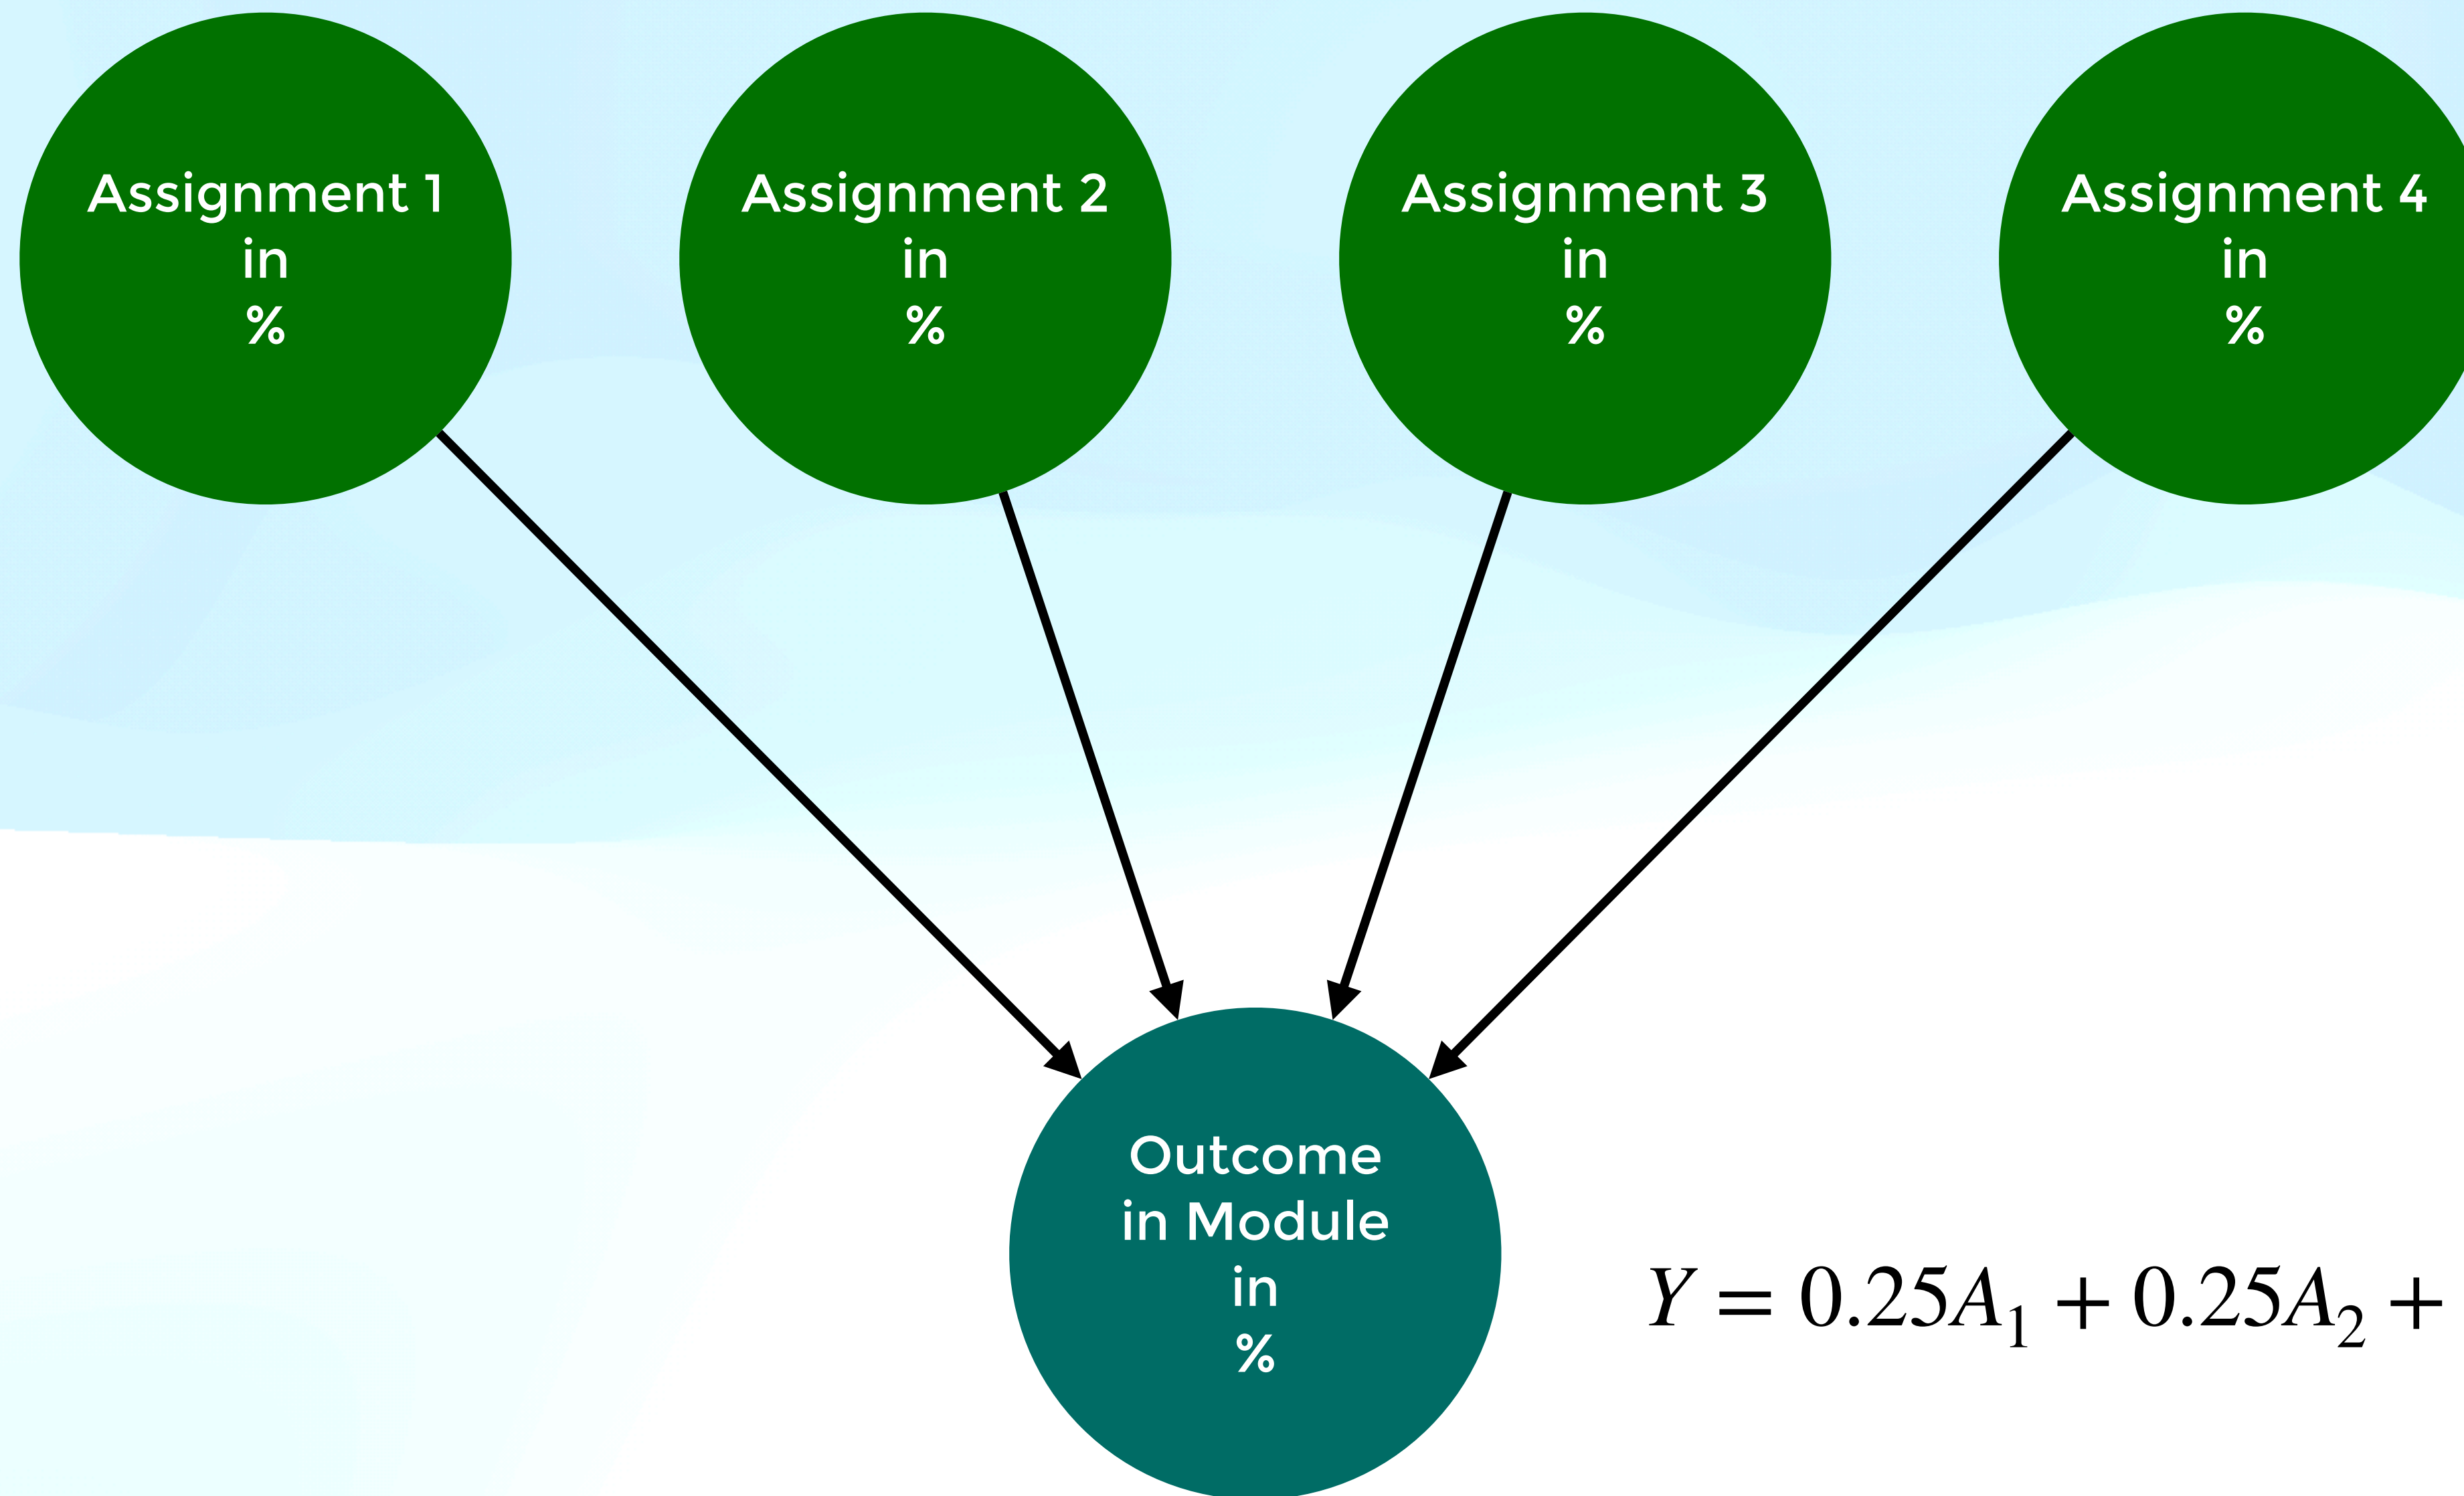 Assignment 1
in
%
Assignment 2
in
%
Assignment 3
in
%
Assignment 4
in
%
Outcome
in Module
in
%
Y = 0.25A₁ + 0.25A₂ +